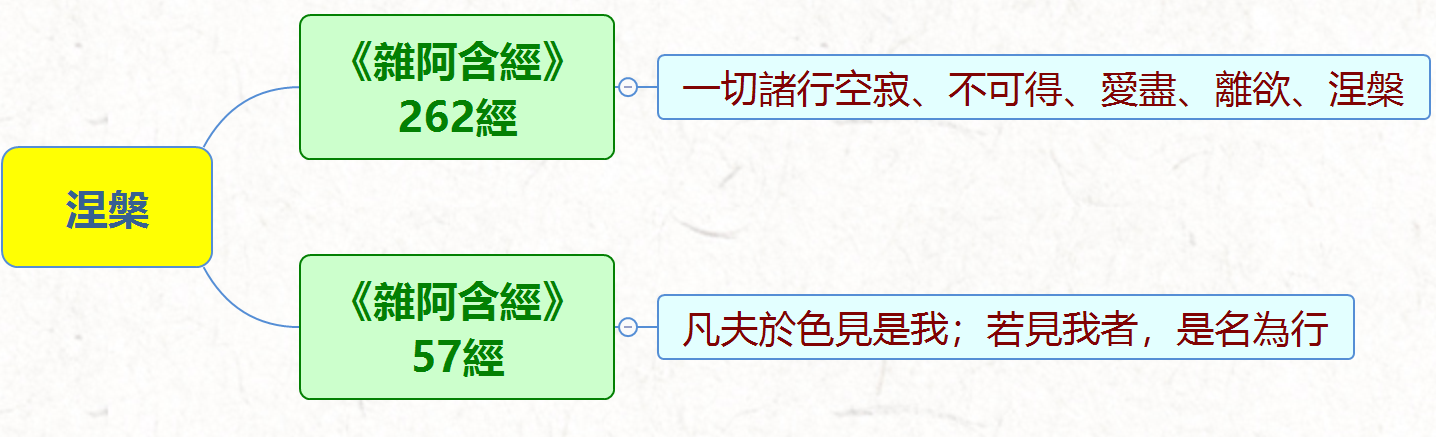 涅槃
《雜阿含經》
262經
一切諸行空寂、不可得、愛盡、離欲、涅槃
《雜阿含經》
57經
凡夫於色見是我；若見我者，是名為行